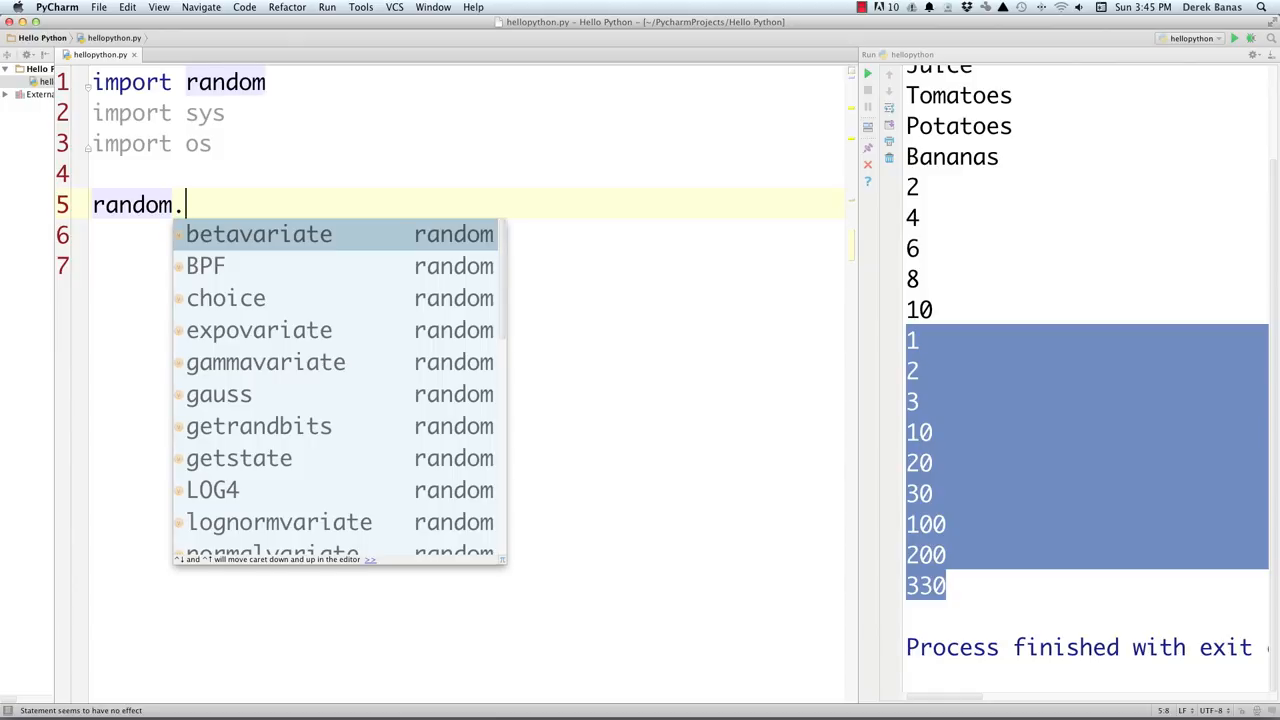 PyCharm File Edit View Navigate Code Refactor Run Tools VCS Window Help 10 Sun 3:45 PM Derek Banas
hellopython.py – Hello Python – [~/PycharmProjects/Hello Python]
Hello Python hellopython.py hellopython
hellopython.py Run hellopython
Hello P
hell
Extern
1 import random
2 import sys
3 import os
4
5 random.
6
7
betavariate random
BPF random
choice random
expovariate random
gammavariate random
gauss random
getrandbits random
getstate random
LOG4 random
lognormvariate random
normalvariate random
^↓ and ^↑ will move caret down and up in the editor >>
Juice
Tomatoes
Potatoes
Bananas
2
4
6
8
10
1
2
3
10
20
30
100
200
330
Process finished with exit
Statement seems to have no effect 5:8 LF UTF-8